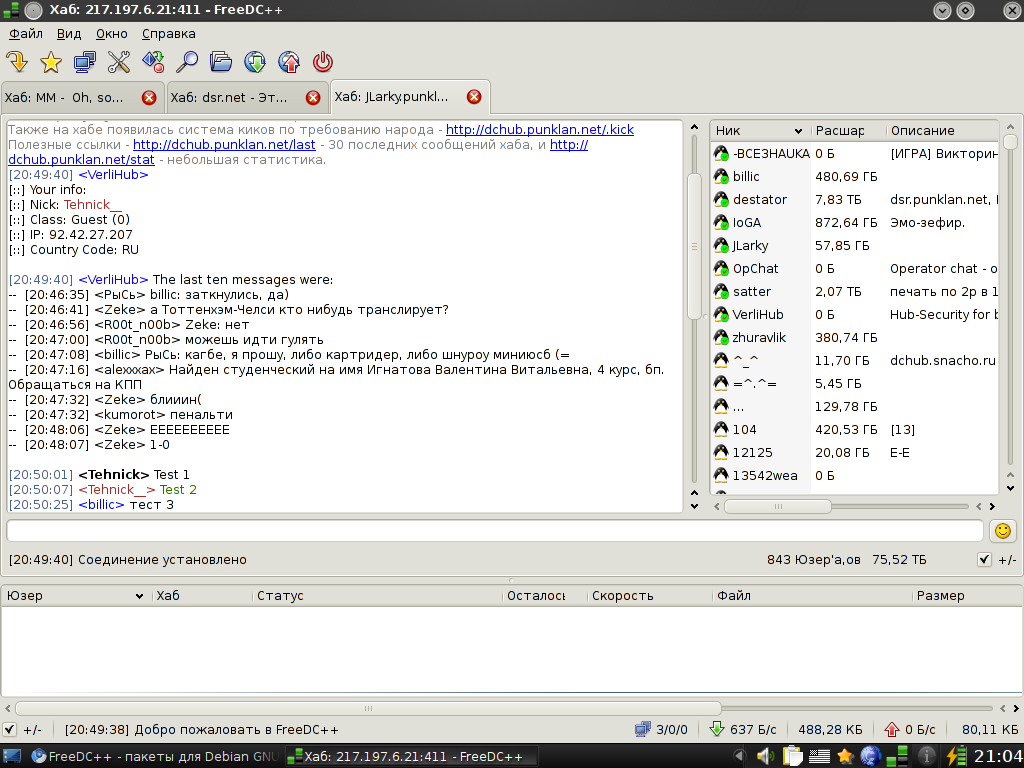 Хаб: 217.197.6.21:411 - FreeDC++
Файл Вид Окно Справка
Хаб: MM - Oh, so... Хаб: dsr.net - Эт... Хаб: JLarky.punkl...
Также на хабе появилась система киков по требованию народа - http://dchub.punklan.net/.kick
Полезные ссылки - http://dchub.punklan.net/last - 30 последних сообщений хаба, и http://
dchub.punklan.net/stat - небольшая статистика.
[20:49:40] <VerliHub>
[::] Your info:
[::] Nick: Tehnick__
[::] Class: Guest (0)
[::] IP: 92.42.27.207
[::] Country Code: RU
[20:49:40] <VerliHub> The last ten messages were:
-- [20:46:35] <РыСь> billic: заткнулись, да)
-- [20:46:41] <Zeke> а Тоттенхэм-Челси кто нибудь транслирует?
-- [20:46:56] <R00t_n00b> Zeke: нет
-- [20:47:00] <R00t_n00b> можешь идти гулять
-- [20:47:08] <billic> РыСь: кагбе, я прошу, либо картридер, либо шнуроу миниюсб (=
-- [20:47:16] <alexxxax> Найден студенческий на имя Игнатова Валентина Витальевна, 4 курс, бп.
Обращаться на КПП
-- [20:47:32] <Zeke> блииин(
-- [20:47:32] <kumorot> пенальти
-- [20:48:06] <Zeke> ЕЕЕЕЕЕЕЕЕЕ
-- [20:48:07] <Zeke> 1-0
[20:50:01] <Tehnick> Test 1
[20:50:07] <Tehnick__> Test 2
[20:50:25] <billic> тест 3
Ник Расшар Описание
-ВСЕЗНАЙКА 0 Б [ИГРА] Викторин
billic 480,69 ГБ
destator 7,83 ТБ dsr.punklan.net,
IoGA 872,64 ГБ Эмо-зефир.
JLarky 57,85 ГБ
OpChat 0 Б Operator chat - o
satter 2,07 ТБ печать по 2р в 1
VerliHub 0 Б Hub-Security for b
zhuravlik 380,74 ГБ
^_^ 11,70 ГБ dchub.snacho.ru
=^.^= 5,45 ГБ
... 129,78 ГБ
104 420,53 ГБ [13]
12125 20,08 ГБ E-E
13542wea 0 Б
[20:49:40] Соединение установлено 843 Юзер'а,ов 75,52 ТБ +/-
Юзер Хаб Статус Осталось Скорость Файл Размер
+/- [20:49:38] Добро пожаловать в FreeDC++ 3/0/0 637 Б/с 488,28 КБ 0 Б/с 80,11 КБ
FreeDC++ - пакеты для Debian GNU Хаб: 217.197.6.21:411 - FreeDC++ 21:04